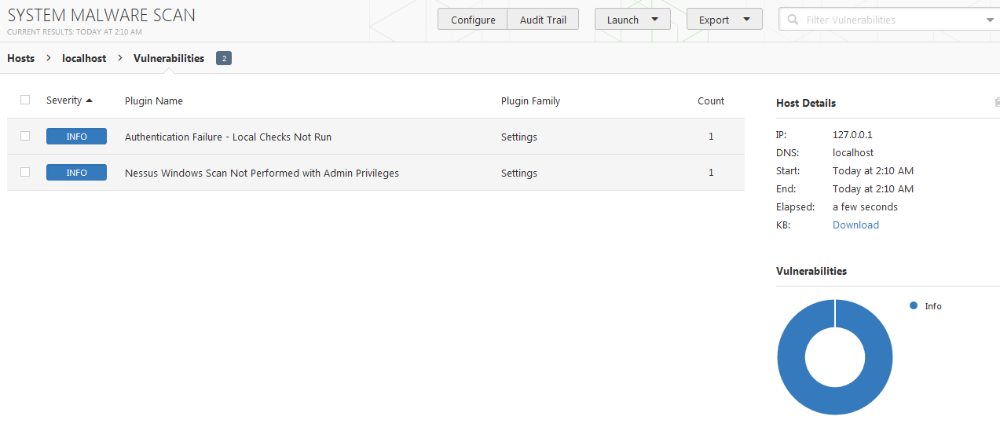 SYSTEM MALWARE SCAN
CURRENT RESULTS: TODAY AT 2:10 AM
Configure Audit Trail Launch Export Filter Vulnerabilities
Hosts > localhost > Vulnerabilities 2
Severity Plugin Name Plugin Family Count
INFO Authentication Failure - Local Checks Not Run Settings 1
INFO Nessus Windows Scan Not Performed with Admin Privileges Settings 1
Host Details
IP: 127.0.0.1
DNS: localhost
Start: Today at 2:10 AM
End: Today at 2:10 AM
Elapsed: a few seconds
KB: Download
Vulnerabilities
Info